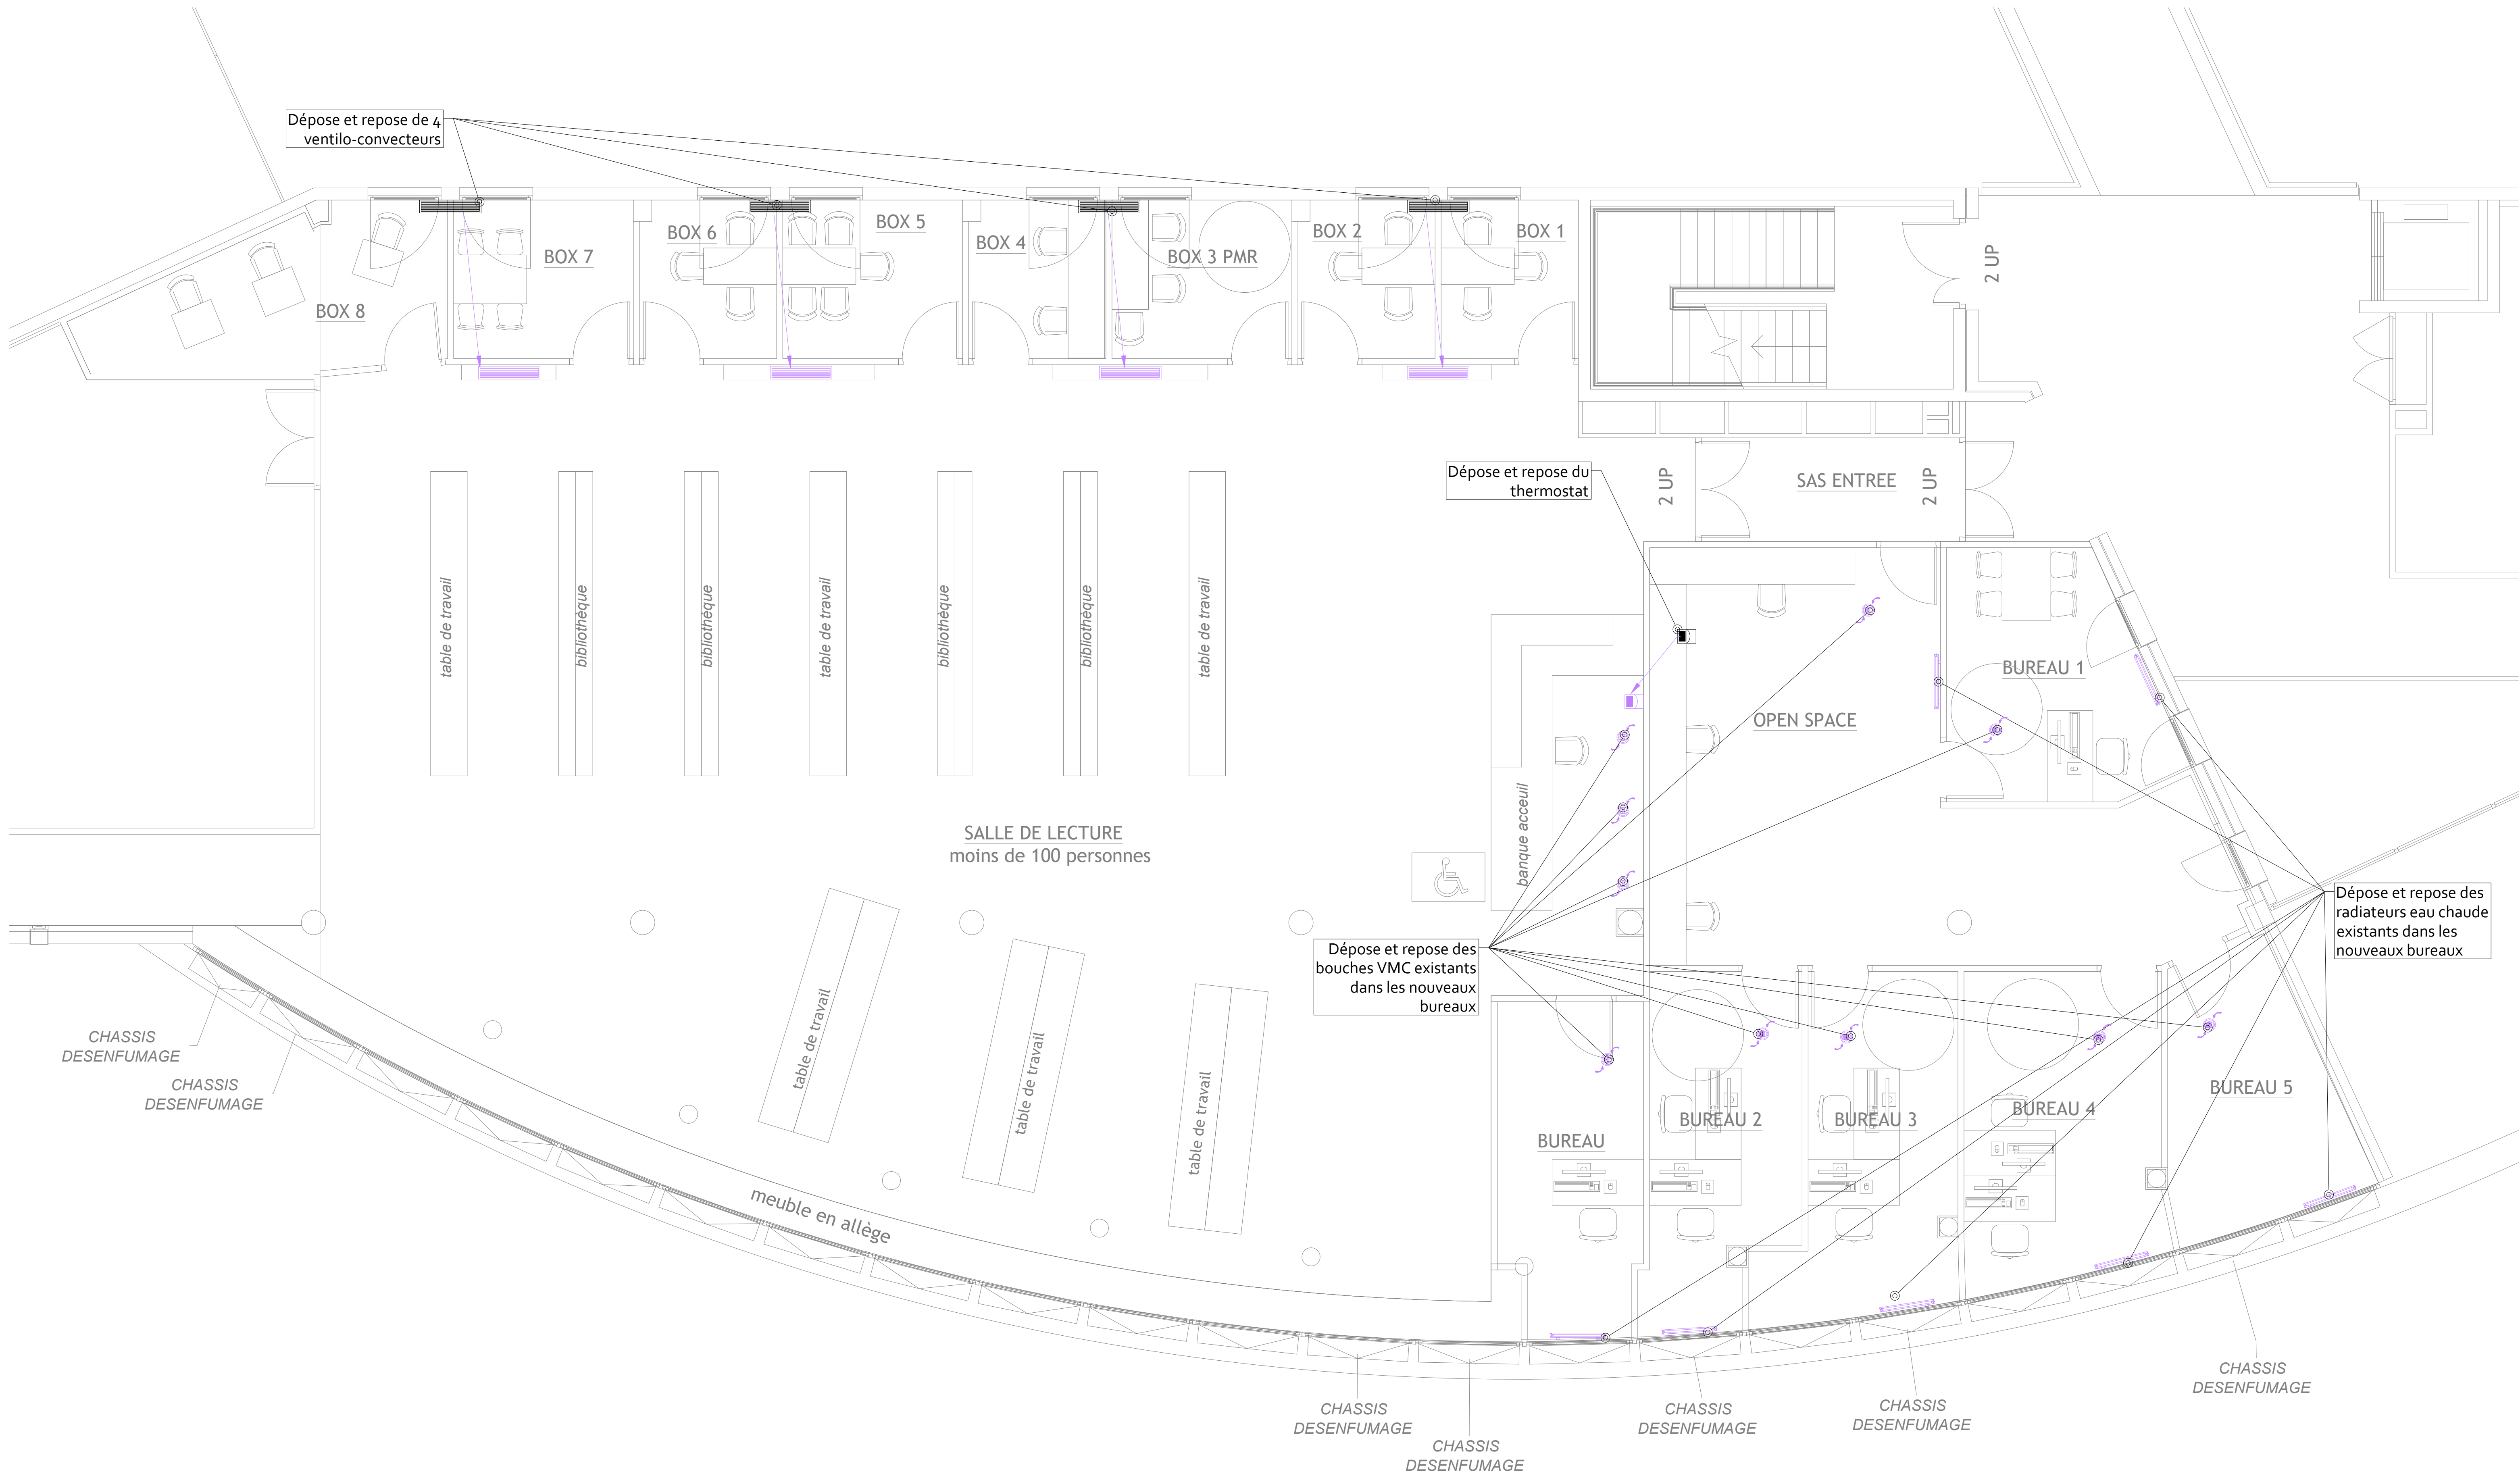 Dépose et repose de 4
ventilo-convecteurs
BOX 8
BOX 7
BOX 6
BOX 5
BOX 4
BOX 3 PMR
BOX 2
BOX 1
2 UP
Dépose et repose du
thermostat
2 UP
SAS ENTREE
2 UP
table de travail
bibliothèque
bibliothèque
table de travail
bibliothèque
bibliothèque
table de travail
BUREAU 1
OPEN SPACE
banque acceuil
SALLE DE LECTURE
moins de 100 personnes
Dépose et repose des
radiateurs eau chaude
existants dans les
nouveaux bureaux
Dépose et repose des
bouches VMC existants
dans les nouveaux
bureaux
CHASSIS
DESENFUMAGE
CHASSIS
DESENFUMAGE
table de travail
table de travail
table de travail
BUREAU
BUREAU 2
BUREAU 3
BUREAU 4
BUREAU 5
meuble en allège
CHASSIS
DESENFUMAGE
CHASSIS
DESENFUMAGE
CHASSIS
DESENFUMAGE
CHASSIS
DESENFUMAGE
CHASSIS
DESENFUMAGE